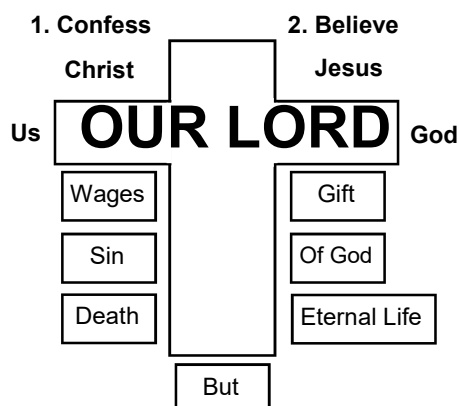 1. Confess 2. Believe
Christ Jesus
Us OUR LORD God
Wages Gift
Sin Of God
Death Eternal Life
But